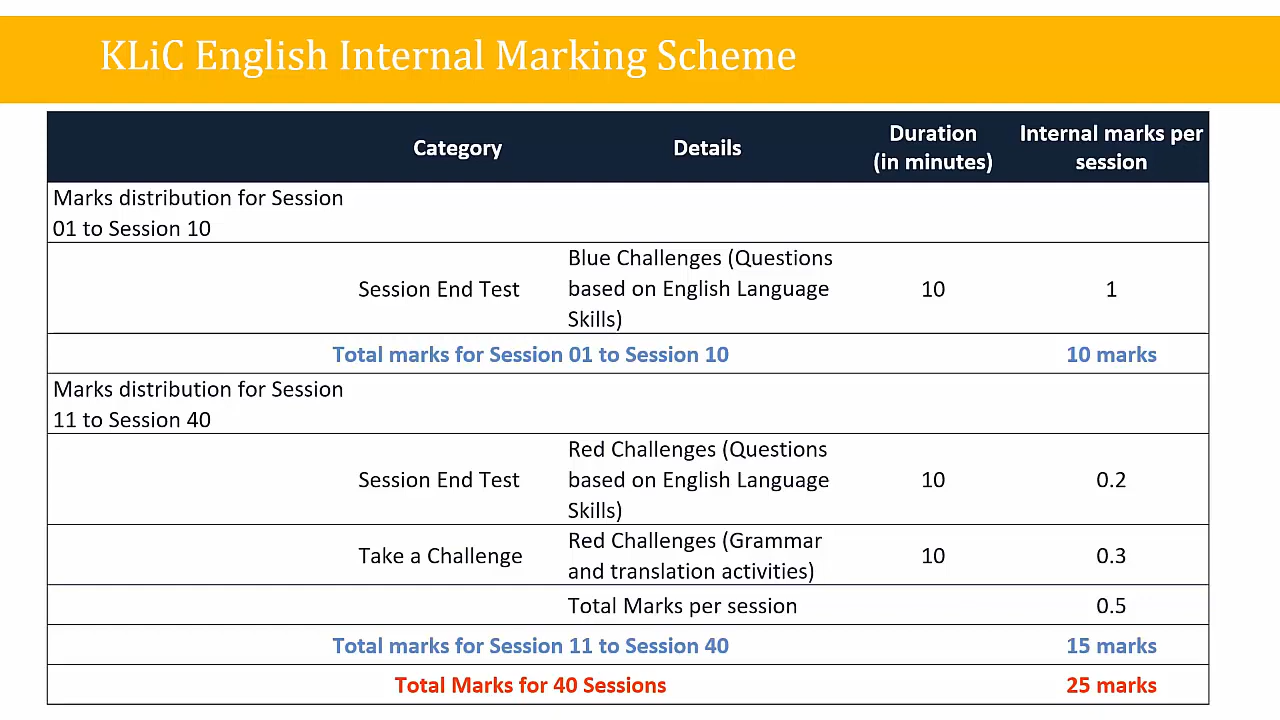 KLiC English Internal Marking Scheme
Category Details Duration (in minutes) Internal marks per session
Marks distribution for Session
01 to Session 10
Session End Test Blue Challenges (Questions based on English Language Skills) 10 1
Total marks for Session 01 to Session 10 10 marks
Marks distribution for Session
11 to Session 40
Session End Test Red Challenges (Questions based on English Language Skills) 10 0.2
Take a Challenge Red Challenges (Grammar and translation activities) 10 0.3
Total Marks per session 0.5
Total marks for Session 11 to Session 40 15 marks
Total Marks for 40 Sessions 25 marks